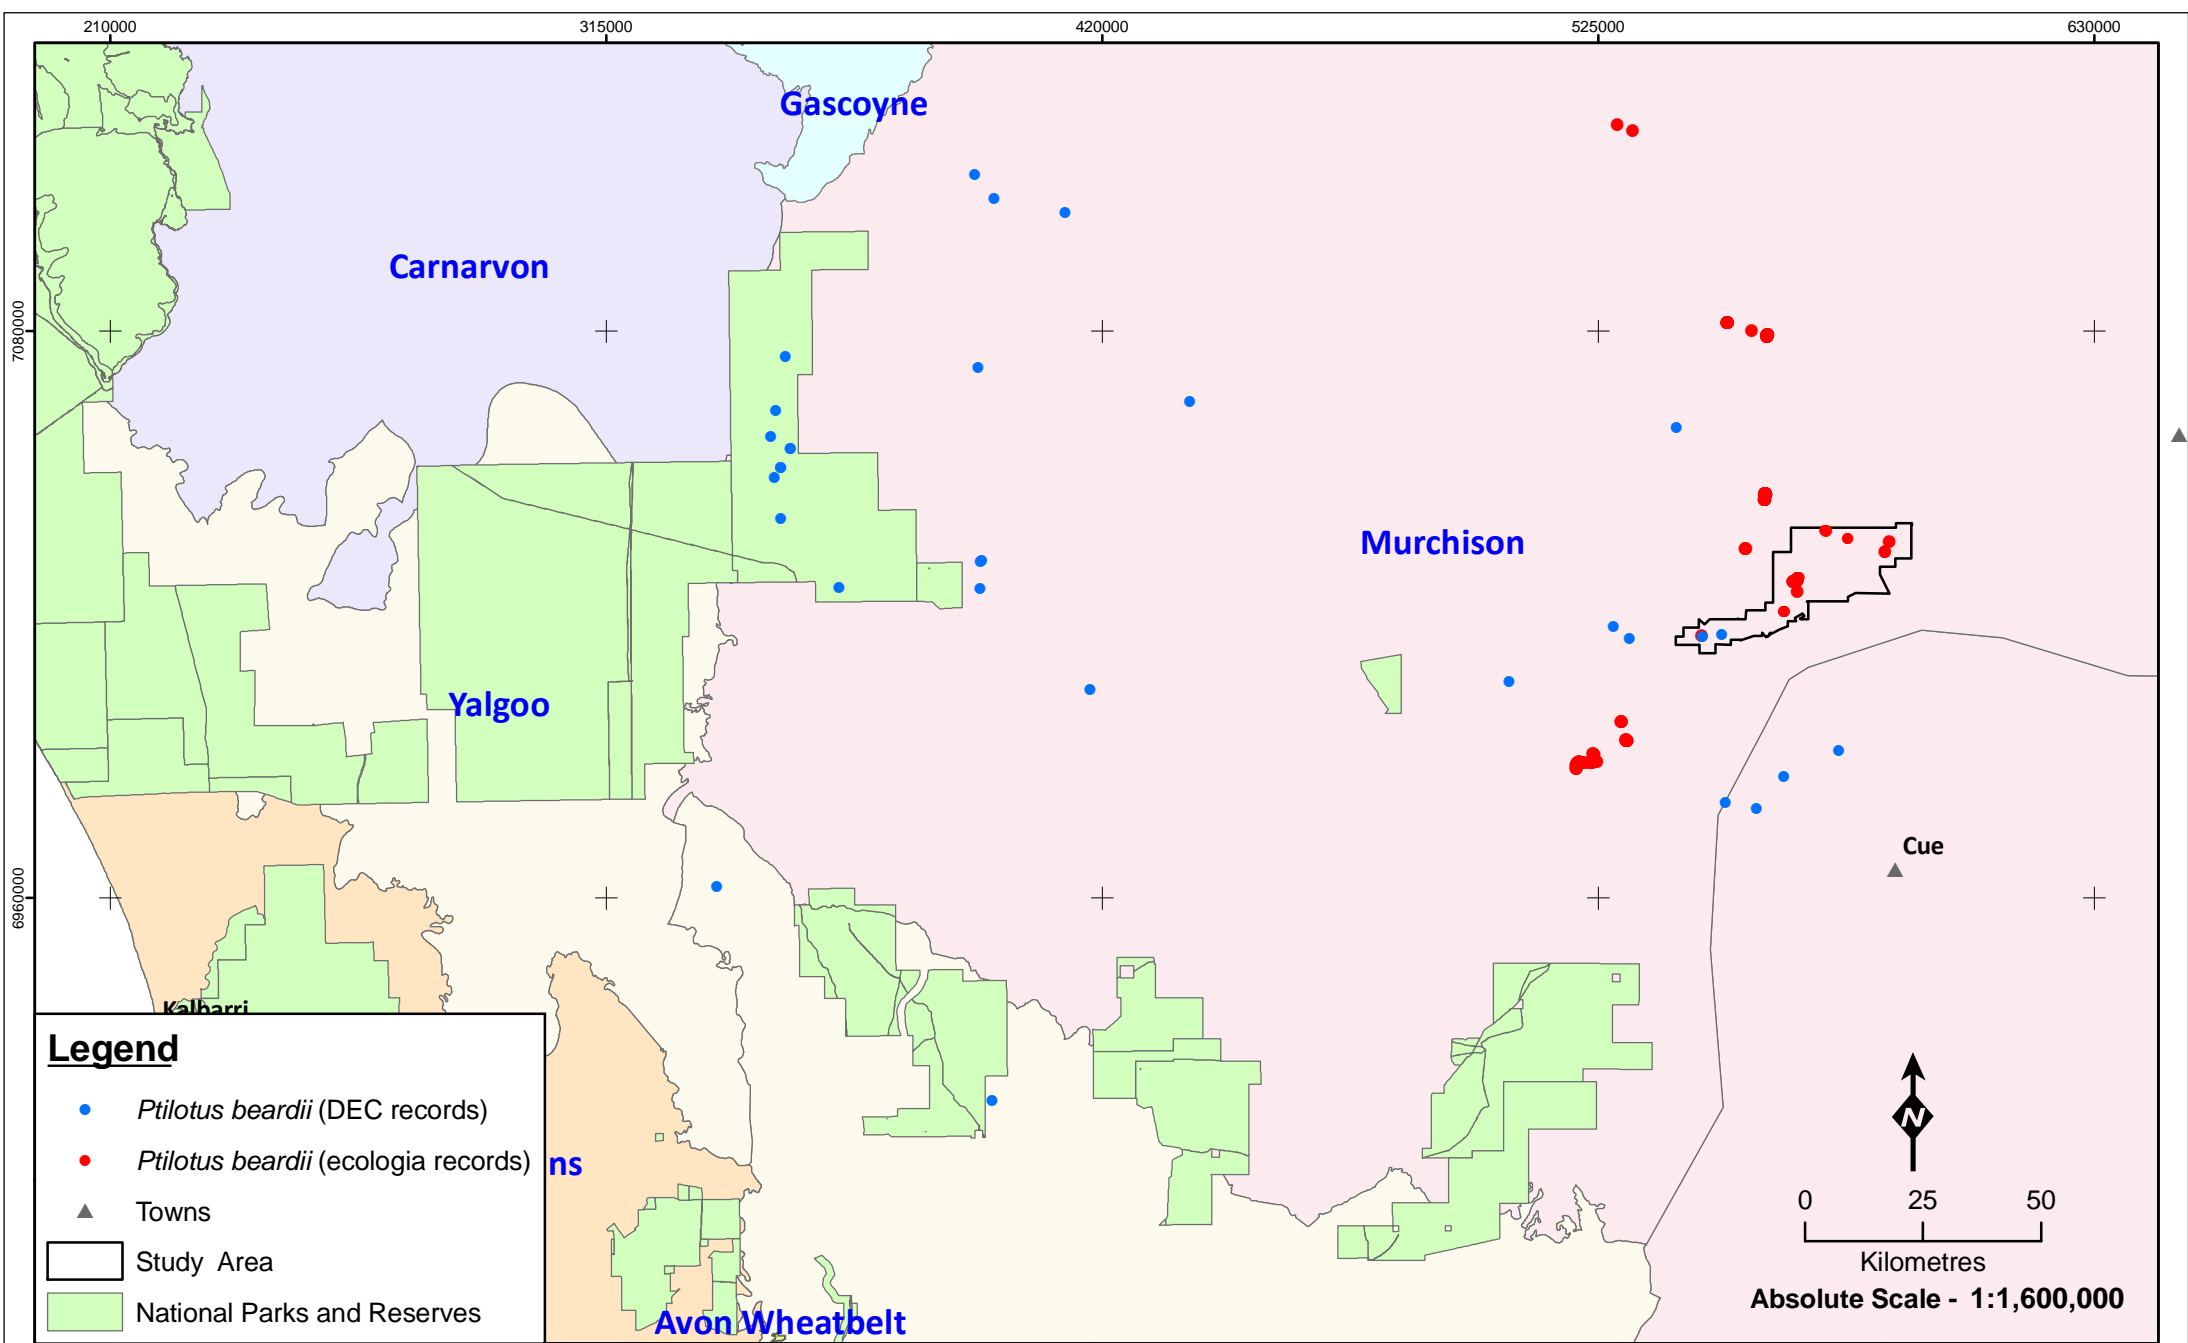 210000 315000 420000 525000 630000
Gascoyne
Carnarvon
7080000
Murchison
Yalgoo
Cue
6960000
Kalbarri
Legend
Ptilotus beardii (DEC records)
Ptilotus beardii (ecologia records)
ns
Towns
Study Area
National Parks and Reserves
Avon Wheatbelt
N
0 25 50
Kilometres
Absolute Scale - 1:1,600,000